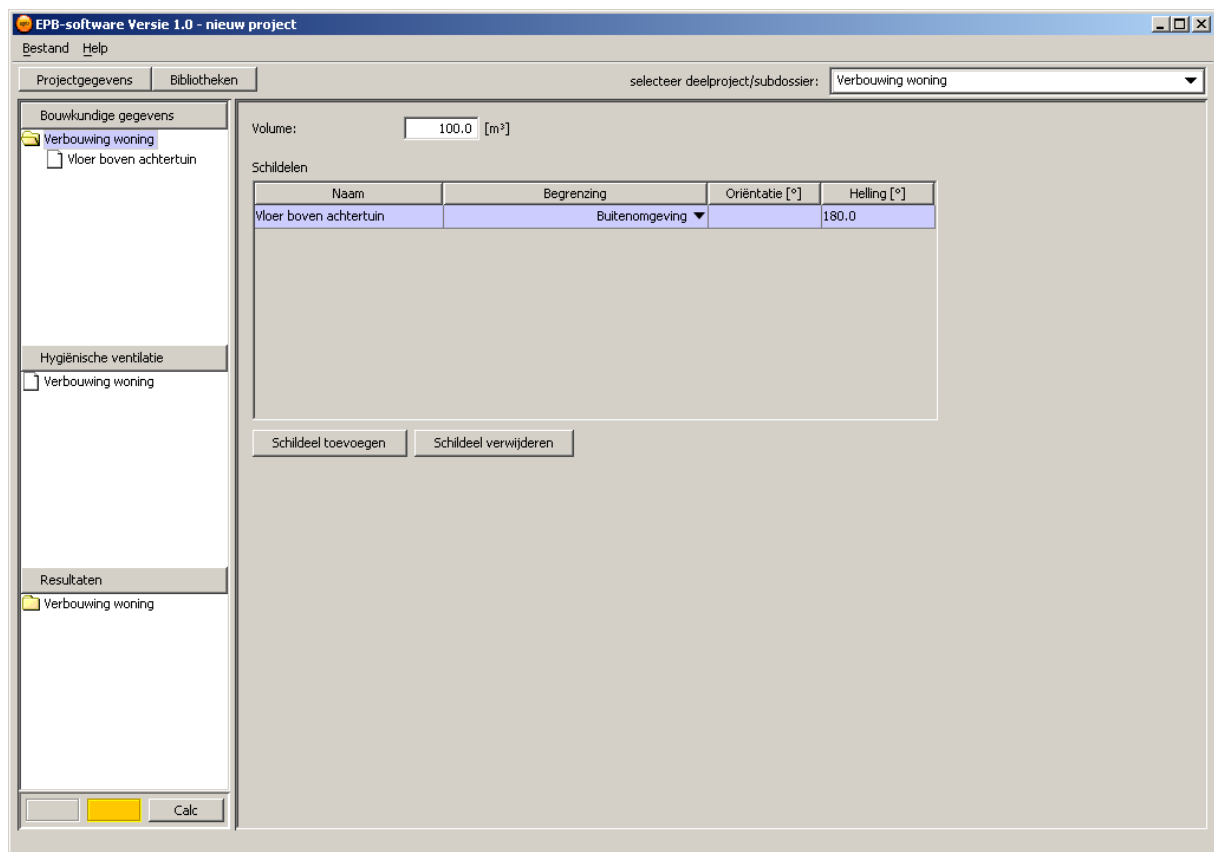 EPB-software Versie 1.0 - nieuw project
Bestand Help
Projectgegevens Bibliotheken selecteer deelproject/subdossier: Verbouwing woning
Bouwkundige gegevens
Verbouwing woning
Vloer boven achtertuin
Volume: 100.0 [m³]
Schildelen
Naam Begrenzing Oriëntatie [°] Helling [°]
Vloer boven achtertuin Buitenomgeving 180.0
Schildeel toevoegen Schildeel verwijderen
Hygiënische ventilatie
Verbouwing woning
Resultaten
Verbouwing woning
Calc